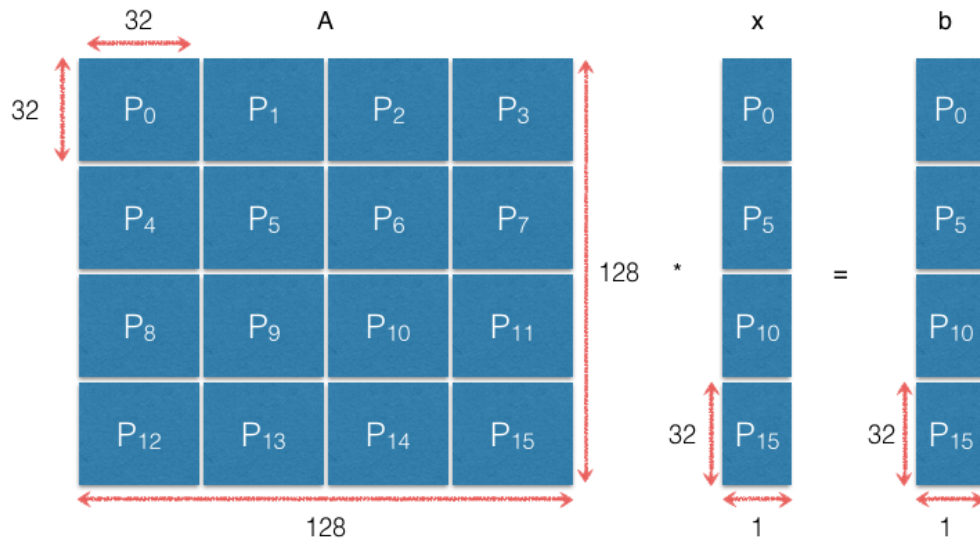 32 A x b
32 P₀ P₁ P₂ P₃ P₀ P₀
P₄ P₅ P₆ P₇ P₅ P₅
128 * =
P₈ P₉ P₁₀ P₁₁ P₁₀ P₁₀
32 32
P₁₂ P₁₃ P₁₄ P₁₅ P₁₅ P₁₅
128 1 1